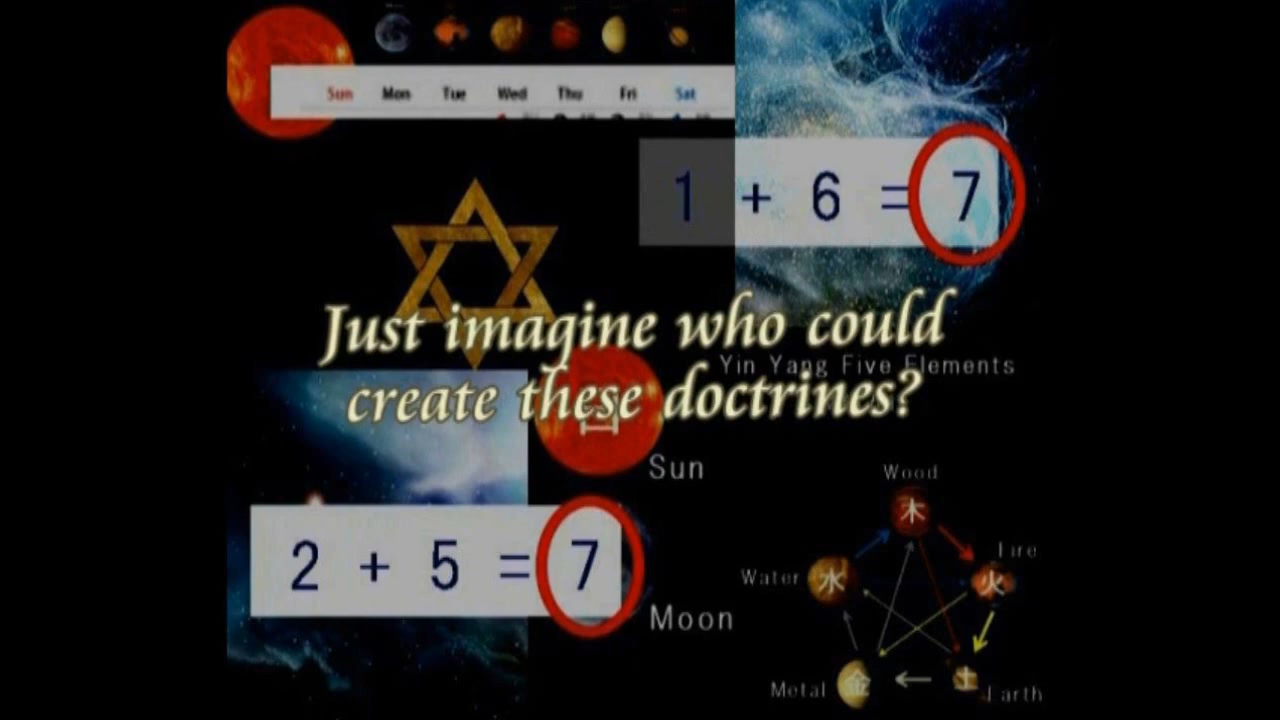 Sun Mon Tue Wed Thu Fri Sat
1 + 6 = 7
Just imagine who could
create these doctrines?
Yin Yang Five Elements
日
Sun
2 + 5 = 7
Moon
Wood
木
Fire
火
Water
水
Metal
金
土
Earth